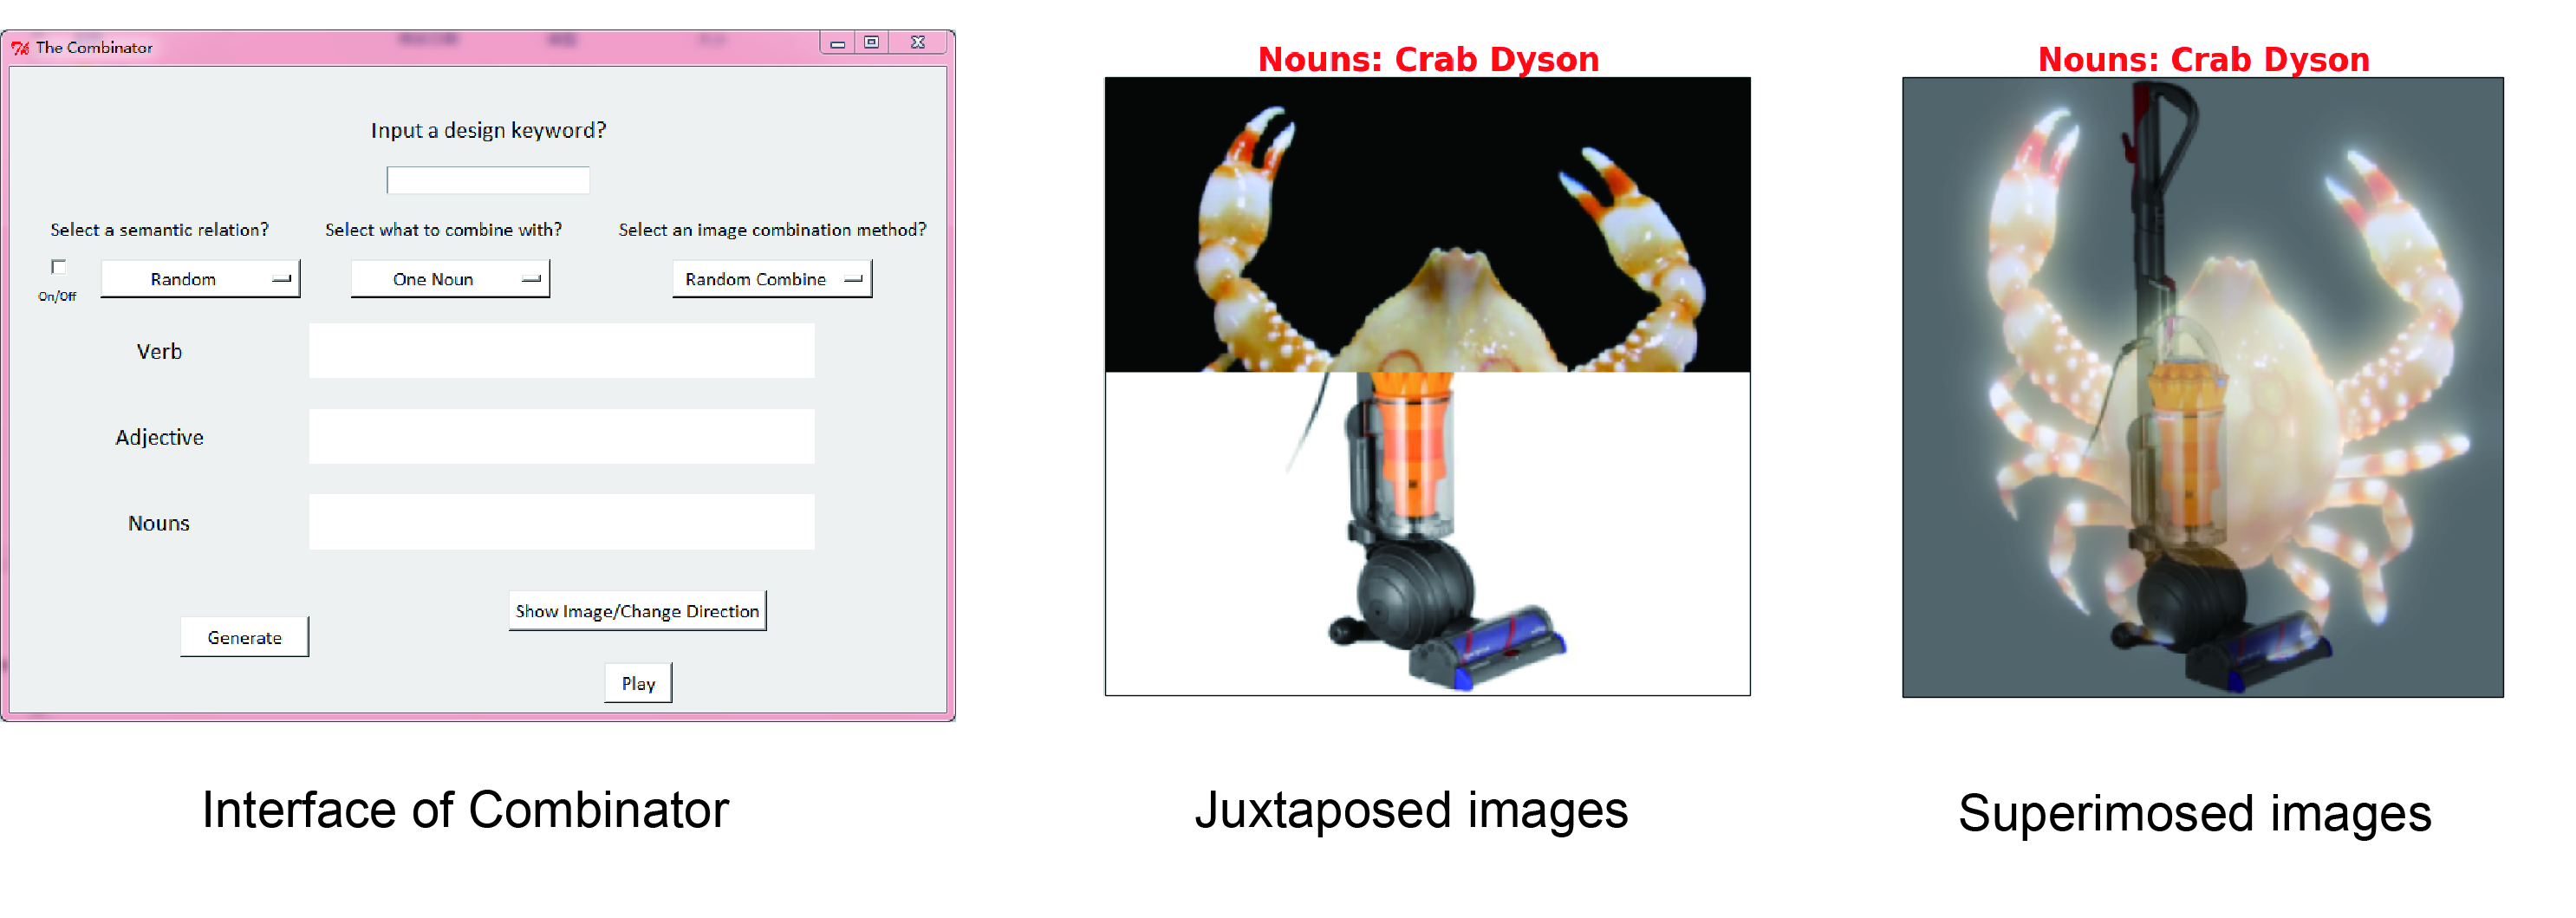 The Combinator
Input a design keyword?
Select a semantic relation? Select what to combine with? Select an image combination method?
On/Off Random One Noun Random Combine
Verb
Adjective
Nouns
Show Image/Change Direction
Generate
Play
Interface of Combinator
Nouns: Crab Dyson
Juxtaposed images
Nouns: Crab Dyson
Superimosed images